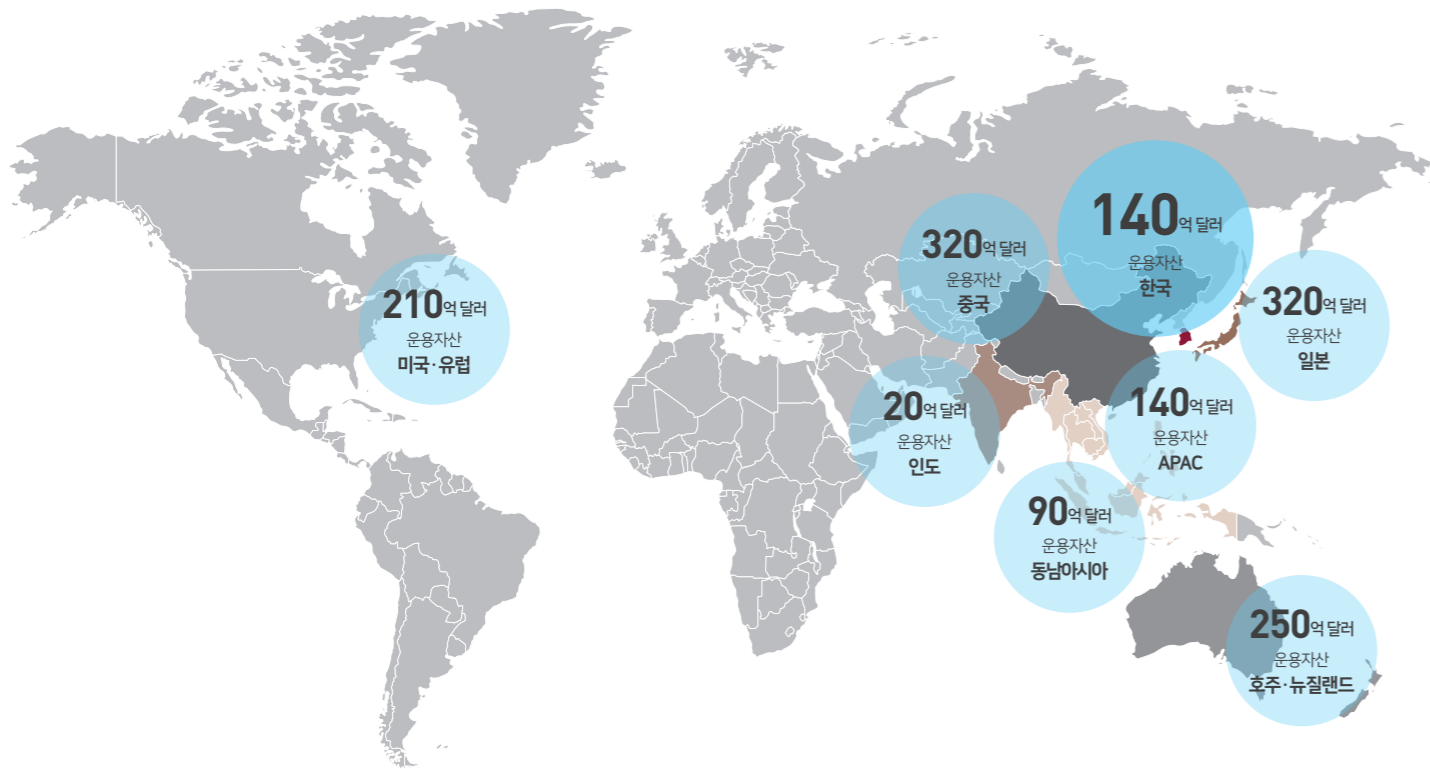 210억 달러
운용자산
미국·유럽
320억 달러
운용자산
중국
140억 달러
운용자산
한국
320억 달러
운용자산
일본
20억 달러
운용자산
인도
140억 달러
운용자산
APAC
90억 달러
운용자산
동남아시아
250억 달러
운용자산
호주·뉴질랜드